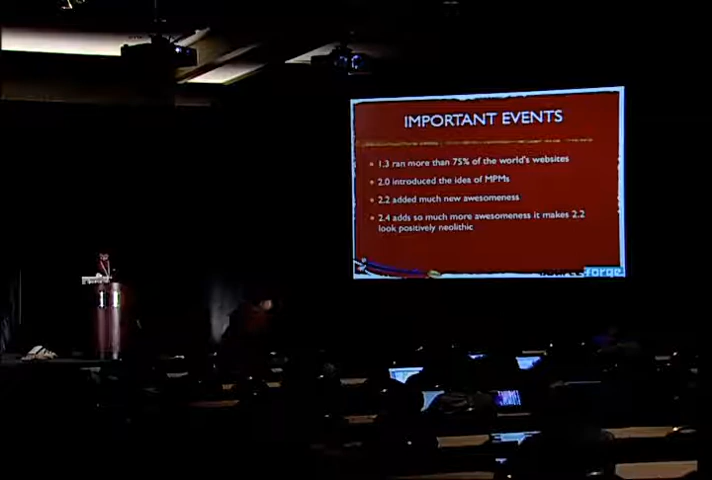 IMPORTANT EVENTS
1.3 ran more than 75% of the world's websites
2.0 introduced the idea of MPMs
2.2 added much new awesomeness
2.4 adds so much more awesomeness it makes 2.2
look positively neolithic
forge